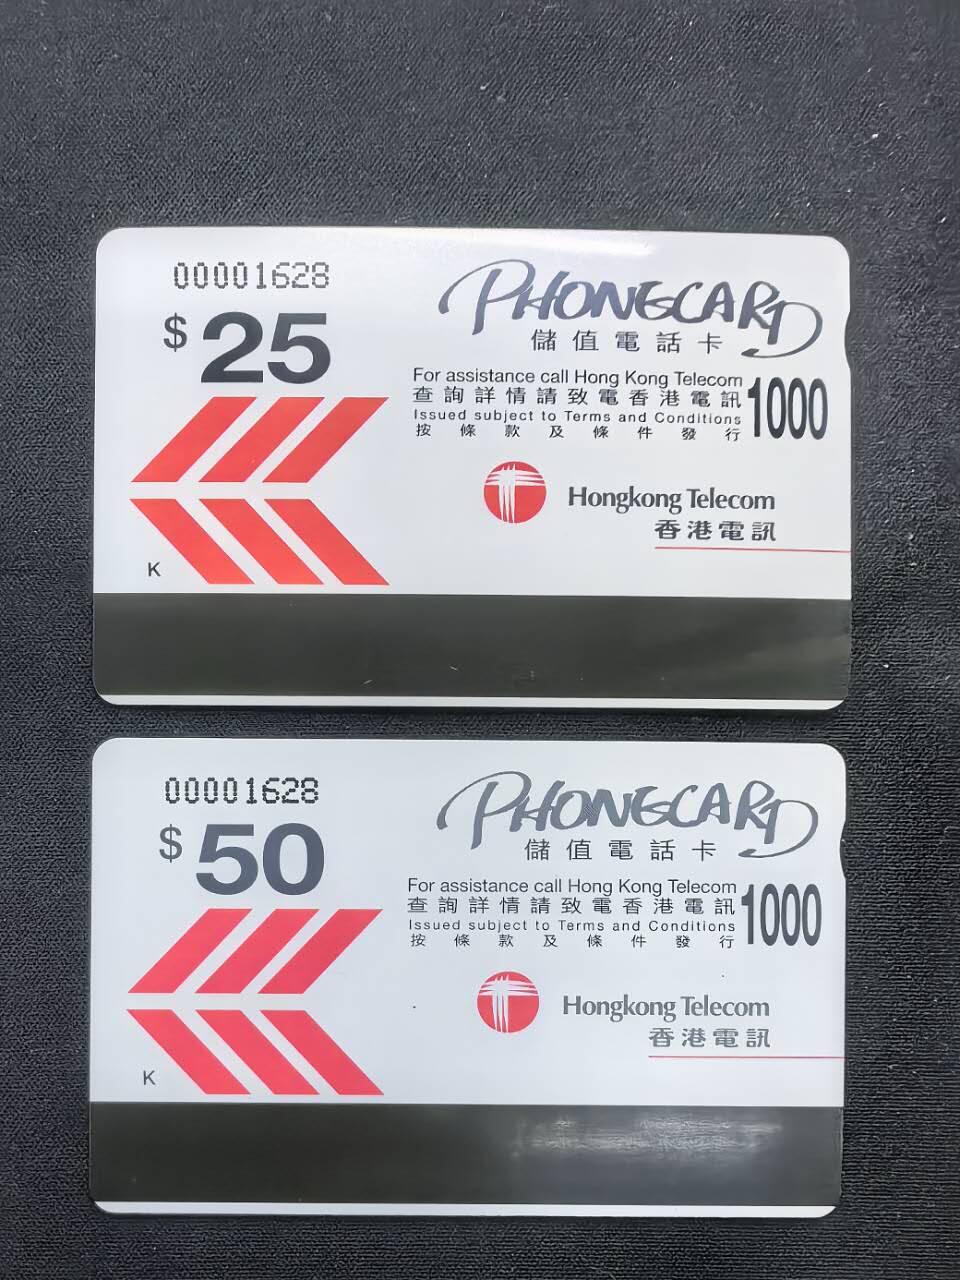 00001628
$25
PHONECARD
儲值電話卡
For assistance call Hong Kong Telecom
查詢詳情請致電香港電訊
1000
Issued subject to Terms and Conditions
按條款及條件發行
Hongkong Telecom
香港電訊
K
00001628
$50
PHONECARD
儲值電話卡
For assistance call Hong Kong Telecom
查詢詳情請致電香港電訊
1000
Issued subject to Terms and Conditions
按條款及條件發行
Hongkong Telecom
香港電訊
K